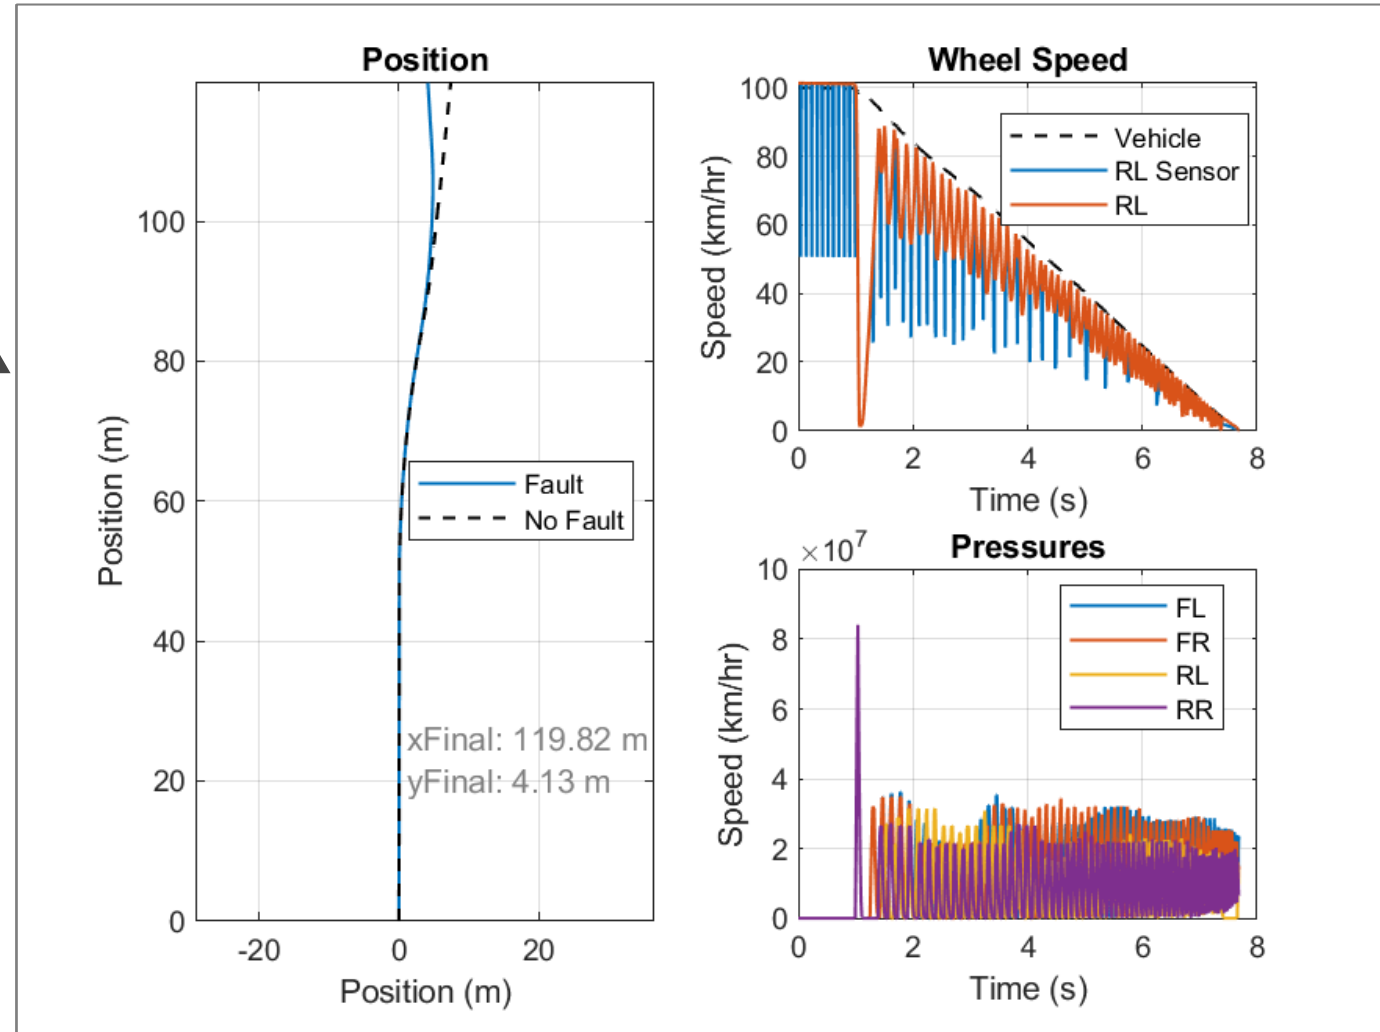 Position
100
80
60
40
20
0
-20
0
20
Position (m)
Position (m)
Fault
No Fault
xFinal: 119.82 m
yFinal: 4.13 m
Wheel Speed
100
80
60
40
20
0
0
2
4
6
8
Time (s)
Speed (km/hr)
Vehicle
RL Sensor
RL
Pressures
×10⁷
10
8
6
4
2
0
0
2
4
6
8
Time (s)
Speed (km/hr)
FL
FR
RL
RR